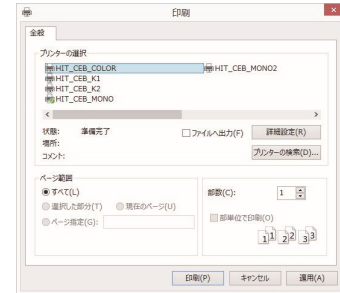 印刷
全般
プリンターの選択
HIT_CEB_COLOR
HIT_CEB_K1
HIT_CEB_K2
HIT_CEB_MONO
HIT_CEB_MONO2
状態: 準備完了
場所:
コメント:
ファイルへ出力(F)
詳細設定(R)
プリンターの検索(D)...
ページ範囲
すべて(L)
選択した部分(T) 現在のページ(U)
ページ指定(G):
部数(C): 1
部単位で印刷(O)
1 1 2 2 3 3
印刷(P) キャンセル 適用(A)